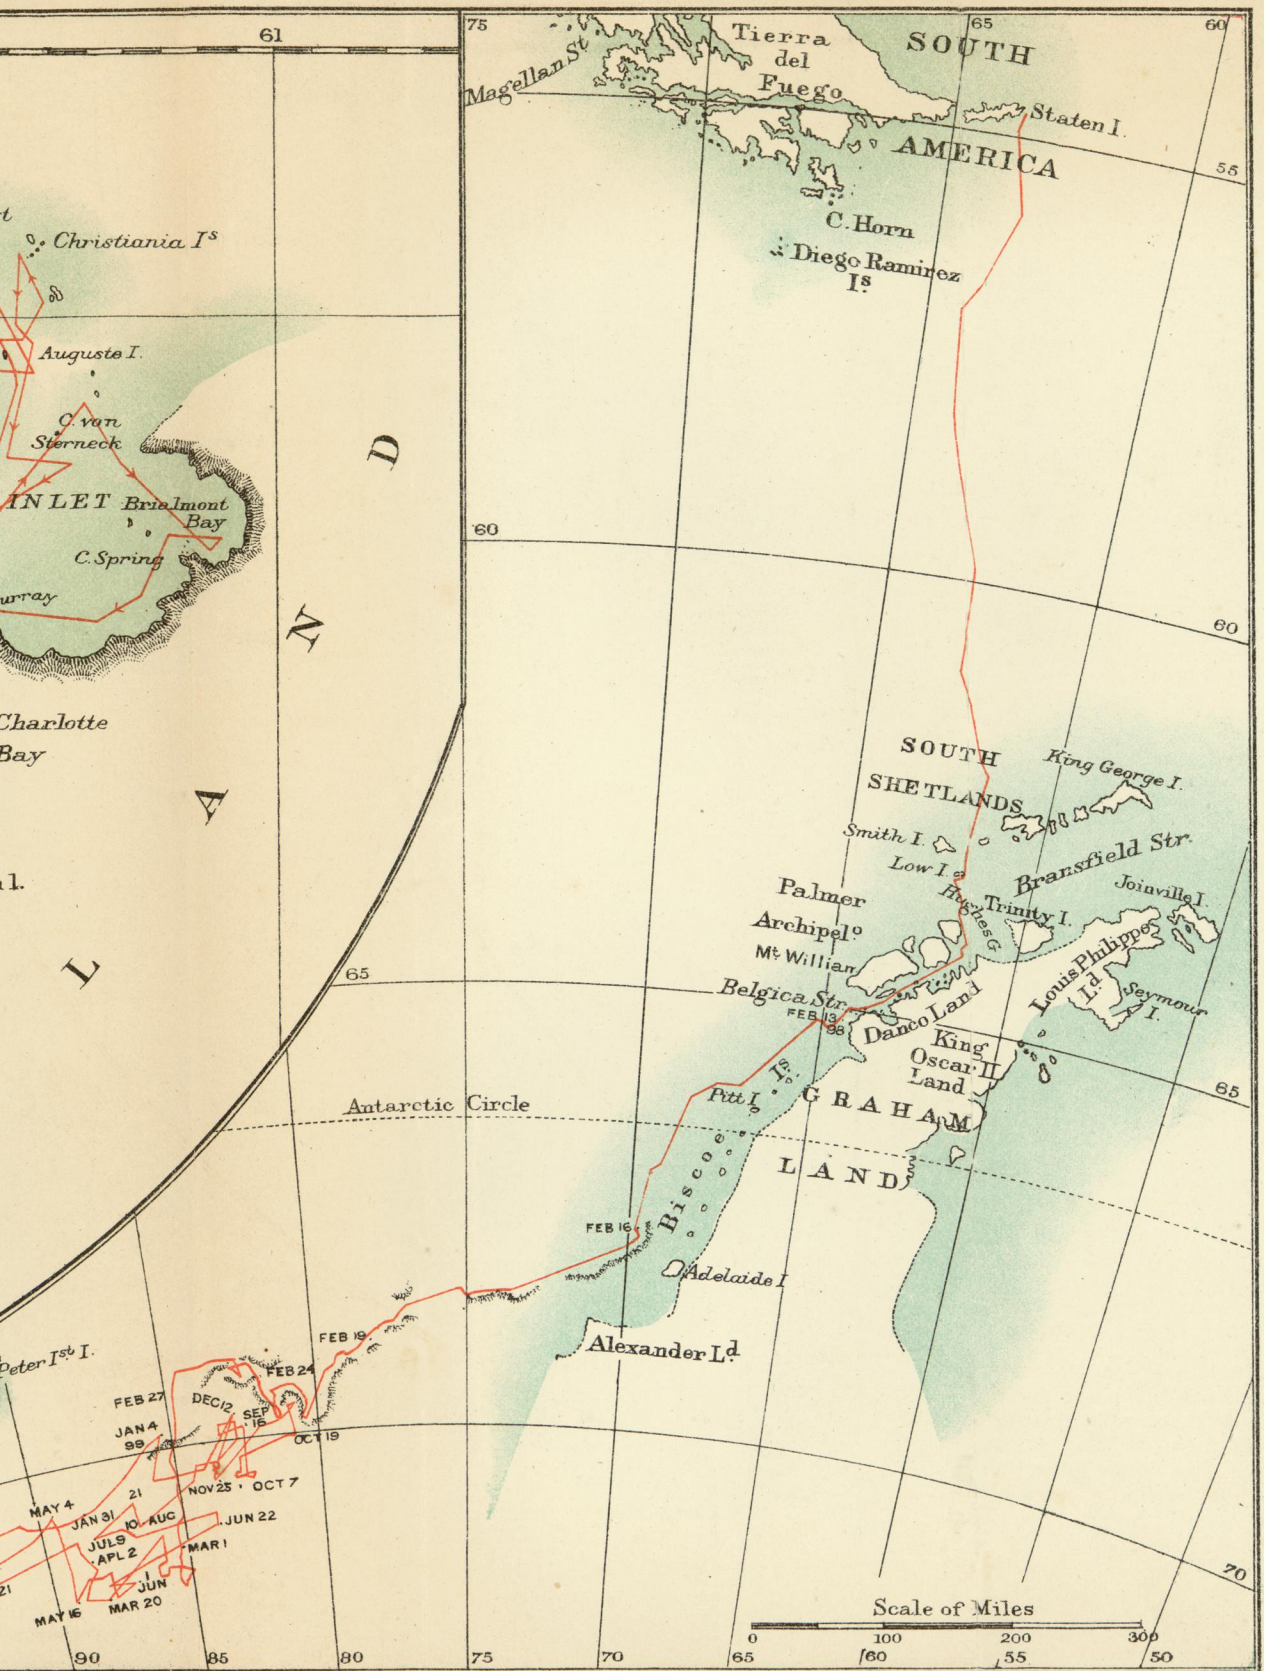 61
75
65
60
SOUTH
Tierra
del
Fuego
Magellan St
Staten I.
AMERICA
55
C. Horn
Diego Ramirez
Is.
Christiania Is
Auguste I.
C. von
Sterneck
INLET
Brialmont
Bay
C. Spring
Charlotte
Bay
L A N D
60
60
SOUTH
SHETLANDS
King George I.
Smith I.
Low I.
Bransfield Str.
Hughes G.
Trinity I.
Joinville I.
Palmer
Archipelo.
Mt. William
Louis Philippe
Ld.
Seymour
I.
65
Belgica Str.
FEB 13
98
Danco Land
King
Oscar II
Land
65
Antarctic Circle
Pitt I.
Biscoe Is.
GRAHAM
LAND
FEB 16
Adelaide I
Alexander Ld.
Peter Ist I.
FEB 19
FEB 24
FEB 27
DEC 12
SEP
16
JAN 4
99
OCT 19
NOV 25
OCT 7
MAY 4
JAN 31
21
10 AUG
JUN 22
JUL 9
APL 2
MAR 1
1
JUN
MAY 16
MAR 20
21
70
Scale of Miles
0 100 200 300
90 85 80 75 70 65 60 55 50